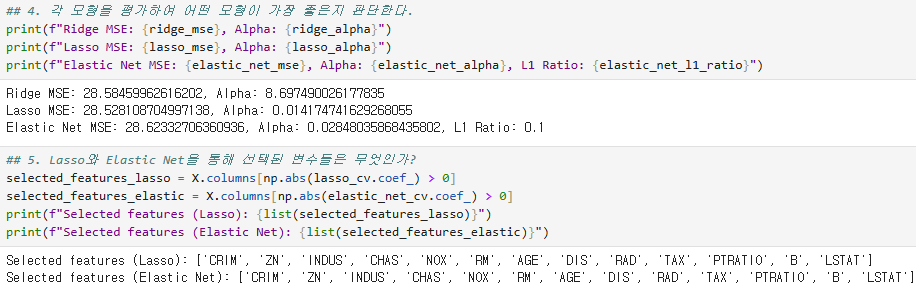 ## 4. 각 모형을 평가하여 어떤 모형이 가장 좋은지 판단한다.
print(f"Ridge MSE: {ridge_mse}, Alpha: {ridge_alpha}")
print(f"Lasso MSE: {lasso_mse}, Alpha: {lasso_alpha}")
print(f"Elastic Net MSE: {elastic_net_mse}, Alpha: {elastic_net_alpha}, L1 Ratio: {elastic_net_l1_ratio}")
Ridge MSE: 28.58459962616202, Alpha: 8.697490026177835
Lasso MSE: 28.528108704997138, Alpha: 0.014174741629268055
Elastic Net MSE: 28.62332706360936, Alpha: 0.02848035868435802, L1 Ratio: 0.1
## 5. Lasso와 Elastic Net을 통해 선택된 변수들은 무엇인가?
selected_features_lasso = X.columns[np.abs(lasso_cv.coef_) > 0]
selected_features_elastic = X.columns[np.abs(elastic_net_cv.coef_) > 0]
print(f"Selected features (Lasso): {list(selected_features_lasso)}")
print(f"Selected features (Elastic Net): {list(selected_features_elastic)}")
Selected features (Lasso): ['CRIM', 'ZN', 'INDUS', 'CHAS', 'NOX', 'RM', 'AGE', 'DIS', 'RAD', 'TAX', 'PTRATIO', 'B', 'LSTAT']
Selected features (Elastic Net): ['CRIM', 'ZN', 'INDUS', 'CHAS', 'NOX', 'RM', 'AGE', 'DIS', 'RAD', 'TAX', 'PTRATIO', 'B', 'LSTAT']